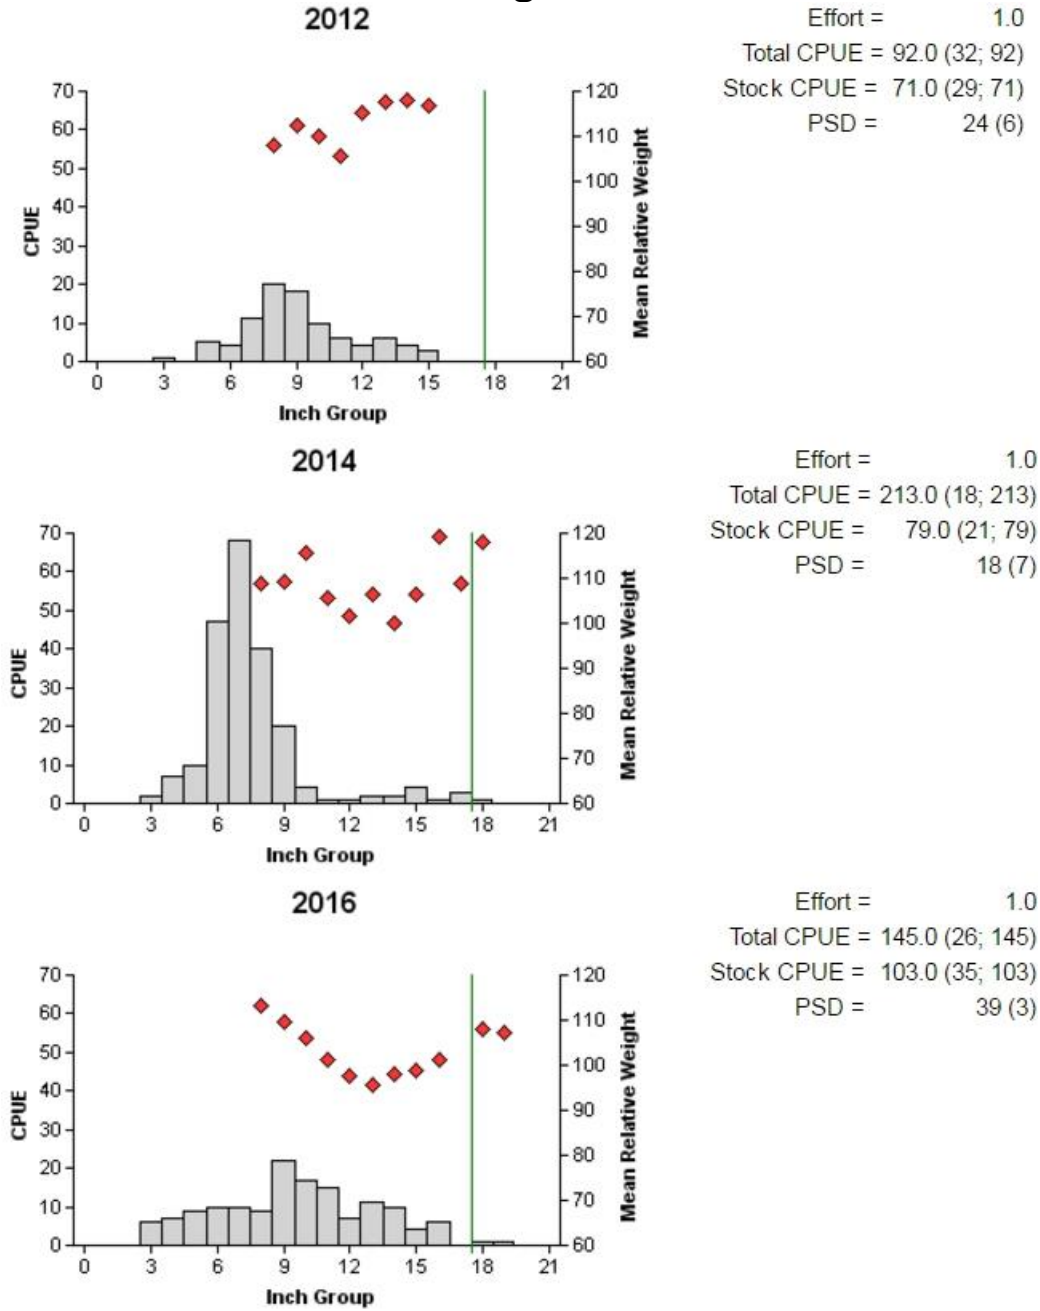 2012
Effort = 1.0
Total CPUE = 92.0 (32; 92)
Stock CPUE = 71.0 (29; 71)
PSD = 24 (6)
70
60
50
40
30
20
10
0
CPUE
120
110
100
90
80
70
60
Mean Relative Weight
0 3 6 9 12 15 18 21
Inch Group
2014
Effort = 1.0
Total CPUE = 213.0 (18; 213)
Stock CPUE = 79.0 (21; 79)
PSD = 18 (7)
70
60
50
40
30
20
10
0
CPUE
120
110
100
90
80
70
60
Mean Relative Weight
0 3 6 9 12 15 18 21
Inch Group
2016
Effort = 1.0
Total CPUE = 145.0 (26; 145)
Stock CPUE = 103.0 (35; 103)
PSD = 39 (3)
70
60
50
40
30
20
10
0
CPUE
120
110
100
90
80
70
60
Mean Relative Weight
0 3 6 9 12 15 18 21
Inch Group